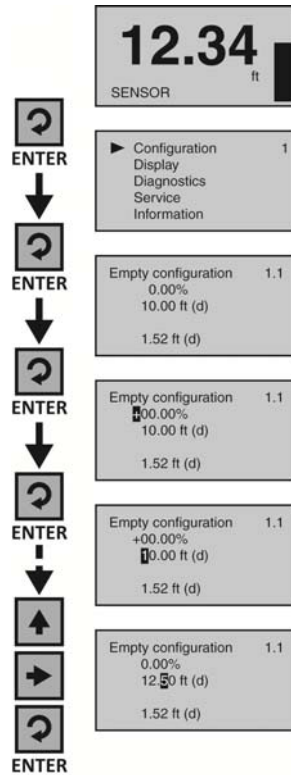 12.34
ft
SENSOR
ENTER
Configuration 1
Display
Diagnostics
Service
Information
ENTER
Empty configuration 1.1
0.00%
10.00 ft (d)
1.52 ft (d)
ENTER
Empty configuration 1.1
+00.00%
10.00 ft (d)
1.52 ft (d)
ENTER
Empty configuration 1.1
+00.00%
10.00 ft (d)
1.52 ft (d)
Empty configuration 1.1
0.00%
12.50 ft (d)
1.52 ft (d)
ENTER